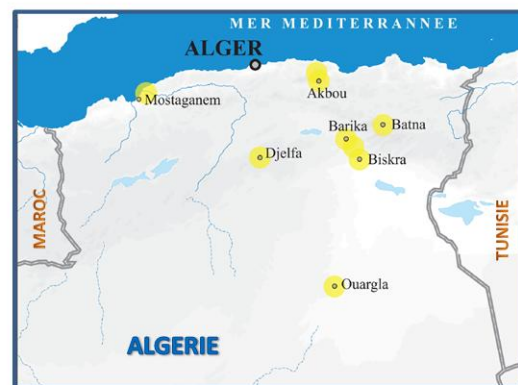 MER MEDITERRANNEE
ALGER
Mostaganem
Akbou
Barika
Batna
Djelfa
Biskra
MAROC
TUNISIE
Ouargla
ALGERIE